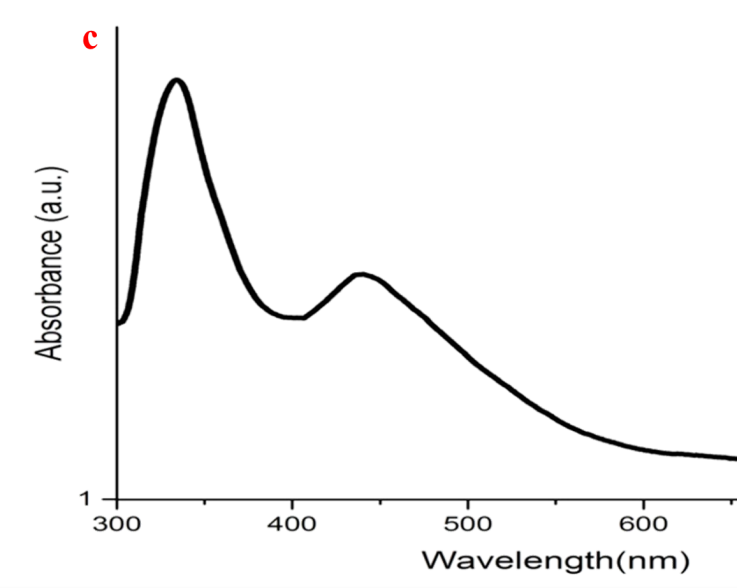 c
Absorbance (a.u.)
1
300 400 500 600
Wavelength(nm)